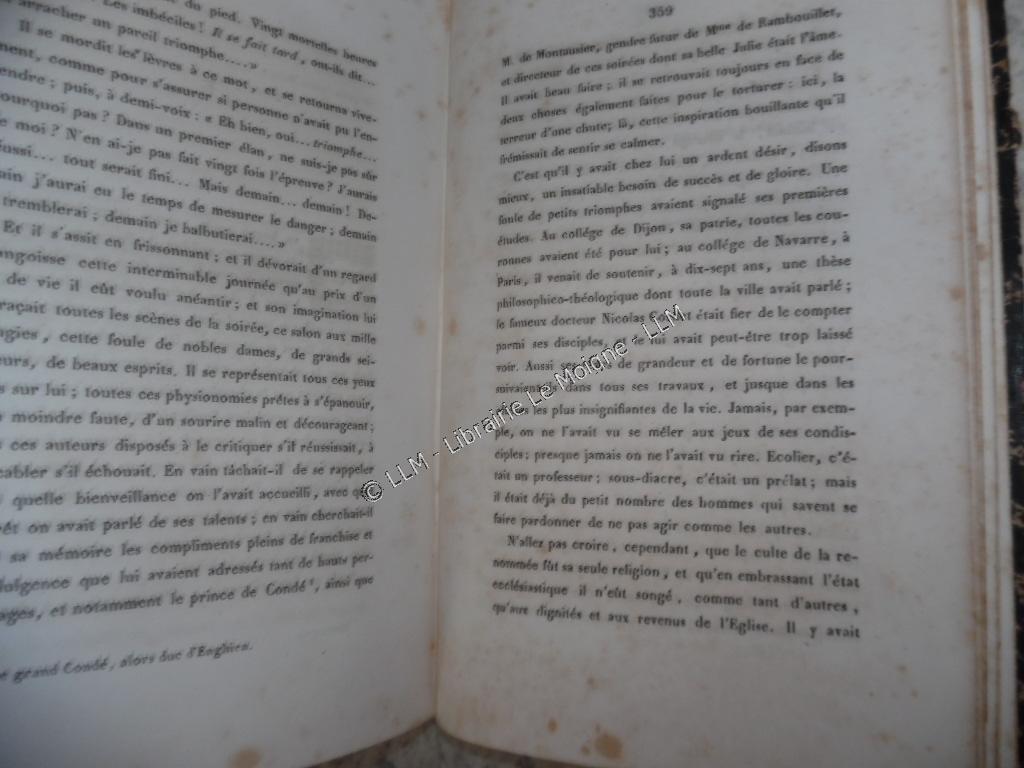 du pied. Vingt mortelles heures
. Les imbéciles! Il se fait tard, ont-ils dit...
arracher un pareil triomphe....»
Il se mordit les lèvres à ce mot, et se retourna vive-
ment, comme pour s'assurer si personne n'avait pu l'en-
endre; puis, à demi-voix: « Eh bien, oui... triomphe...
ourquoi pas? Dans un premier élan, ne suis-je pas sûr
e moi? N'en ai-je pas fait vingt fois l'épreuve? J'aurais
ussi... tout serait fini... Mais demain... demain! De-
ain j'aurai eu le temps de mesurer le danger; demain
tremblerai; demain je balbutierai....»
Et il s'assit en frissonnant; et il dévorait d'un regard
angoisse cette interminable journée qu'au prix d'un
de vie il eût voulu anéantir; et son imagination lui
raçait toutes les scènes de la soirée, ce salon aux mille
gies, cette foule de nobles dames, de grands sei-
eurs, de beaux esprits. Il se représentait tous ces yeux
s sur lui; toutes ces physionomies prêtes à s'épanouir,
moindre faute, d'un sourire malin et décourageant;
ces auteurs disposés à le critiquer s'il réussissait, à
cabler s'il échouait. En vain tâchait-il de se rappeler
quelle bienveillance on l'avait accueilli, avec quel
êt on avait parlé de ses talents; en vain cherchait-il
sa mémoire les compliments pleins de franchise et
dulgence que lui avaient adressés tant de hauts per-
ages, et notamment le prince de Condé¹, ainsi que
e grand Condé, alors duc d'Enghien.
359
M. de Montausier, gendre futur de Mme de Rambouillet,
et directeur de ces soirées dont sa belle Julie était l'âme.
Il avait beau faire; il se retrouvait toujours en face de
deux choses également faites pour le torturer: ici, la
terreur d'une chute; là, cette inspiration bouillante qu'il
frémissait de sentir se calmer.
C'est qu'il y avait chez lui un ardent désir, disons
mieux, un insatiable besoin de succès et de gloire. Une
foule de petits triomphes avaient signalé ses premières
études. Au collége de Dijon, sa patrie, toutes les cou-
ronnes avaient été pour lui; au collége de Navarre, à
Paris, il venait de soutenir, à dix-sept ans, une thèse
philosophico-théologique dont toute la ville avait parlé;
le fameux docteur Nicolas était fier de le compter
parmi ses disciples, le lui avait peut-être trop laissé
voir. Aussi ses de grandeur et de fortune le pour-
suivaient dans tous ses travaux, et jusque dans les
les plus insignifiantes de la vie. Jamais, par exem-
ple, on ne l'avait vu se mêler aux jeux de ses condis-
ciples; presque jamais on ne l'avait vu rire. Ecolier, c'é-
tait un professeur; sous-diacre, c'était un prélat; mais
il était déjà du petit nombre des hommes qui savent se
faire pardonner de ne pas agir comme les autres.
N'allez pas croire, cependant, que le culte de la re-
nommée fût sa seule religion, et qu'en embrassant l'état
ecclésiastique il n'eût songé, comme tant d'autres,
qu'aux dignités et aux revenus de l'Eglise. Il y avait
© LLM - Librairie Le Moigne - LLM